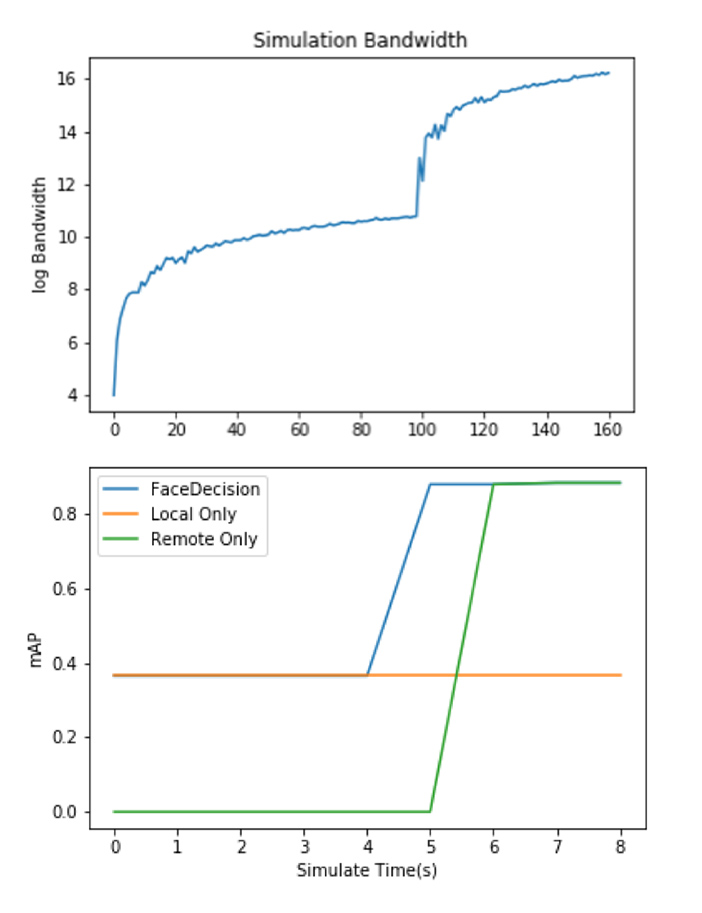 Simulation Bandwidth
log Bandwidth
16
14
12
10
8
6
4
0 20 40 60 80 100 120 140 160
FaceDecision
Local Only
Remote Only
mAP
0.8
0.6
0.4
0.2
0.0
0 1 2 3 4 5 6 7 8
Simulate Time(s)